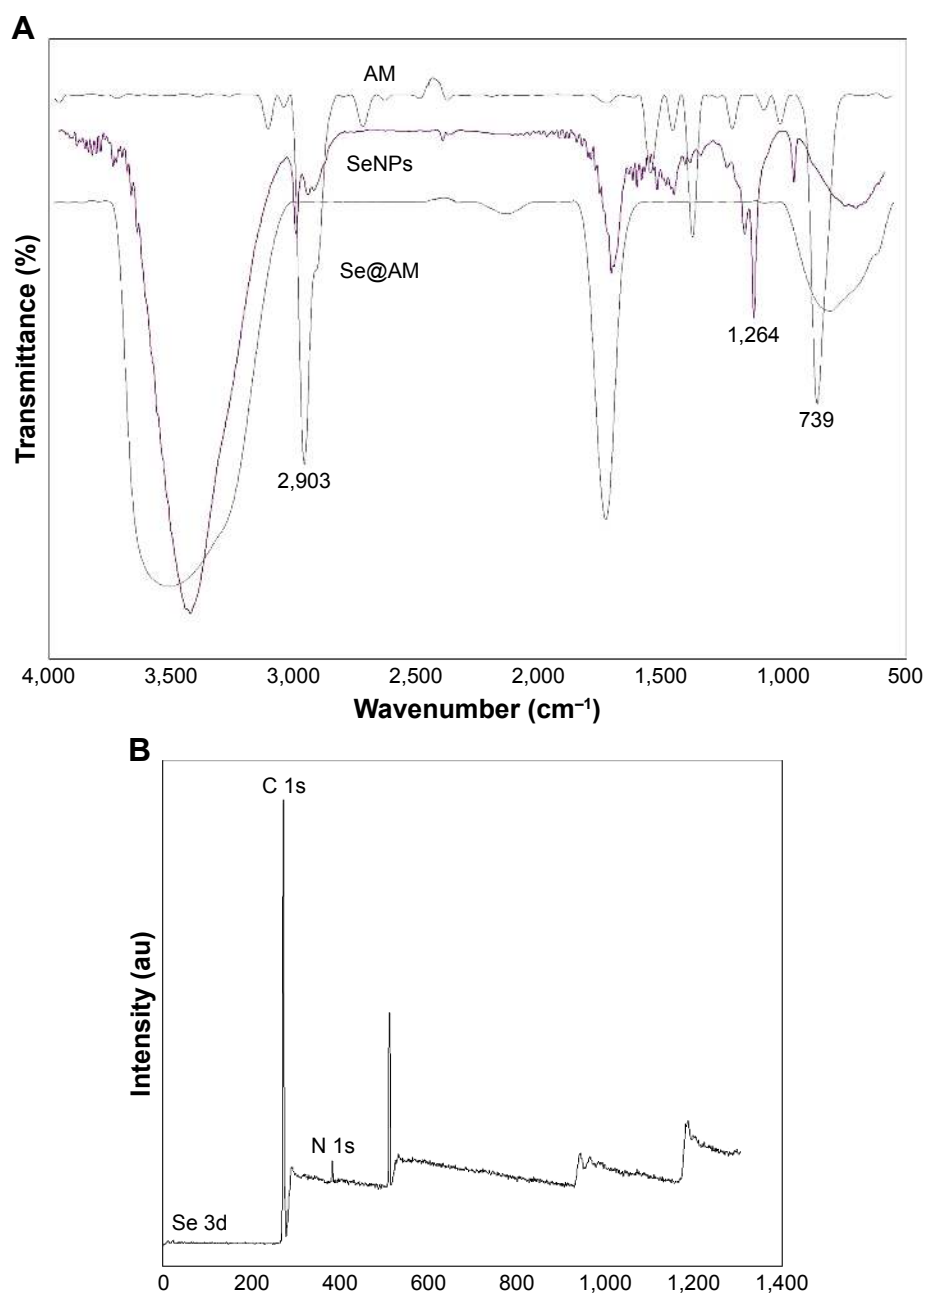 A
AM
SeNPs
Se@AM
1,264
739
2,903
Transmittance (%)
4,000 3,500 3,000 2,500 2,000 1,500 1,000 500
Wavenumber (cm⁻¹)
B
C 1s
N 1s
Se 3d
Intensity (au)
0 200 400 600 800 1,000 1,200 1,400